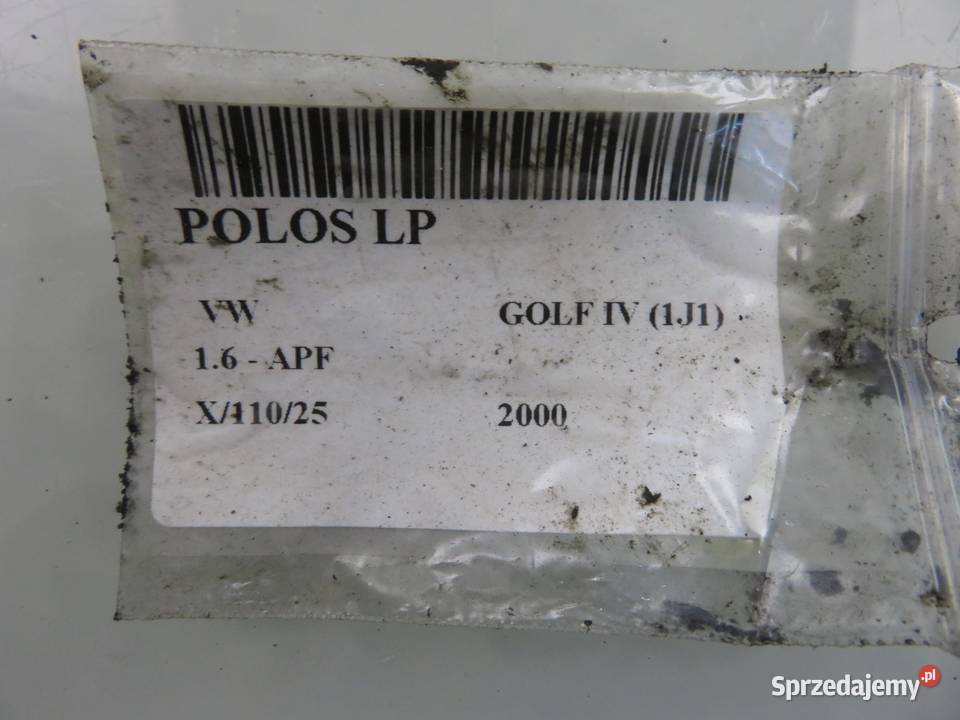 POLOS LP
VW GOLF IV (1J1)
1.6 - APF
X/110/25 2000
Sprzedajemy.pl